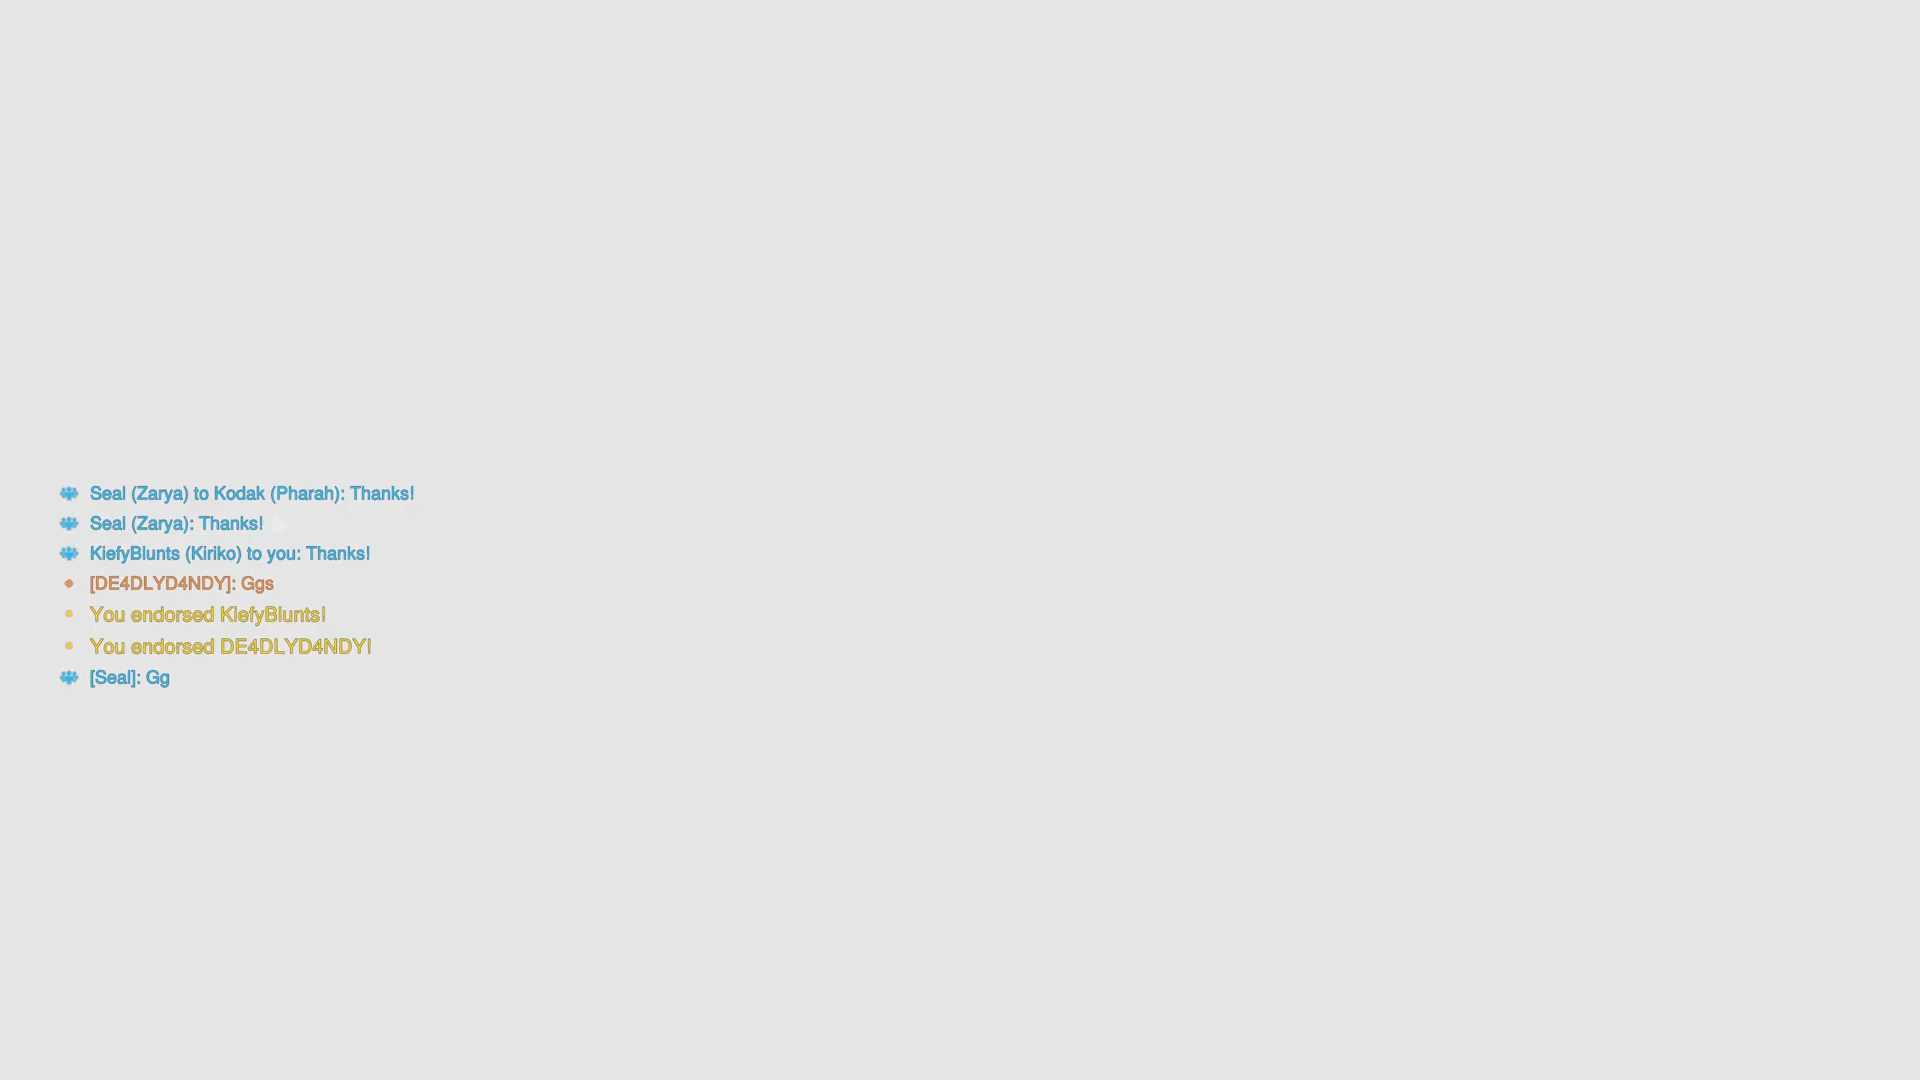 Seal (Zarya) to Kodak (Pharah): Thanks!
Seal (Zarya): Thanks!
KiefyBlunts (Kiriko) to you: Thanks!
[DE4DLYD4NDY]: Ggs
You endorsed KiefyBlunts!
You endorsed DE4DLYD4NDY!
[Seal]: Gg